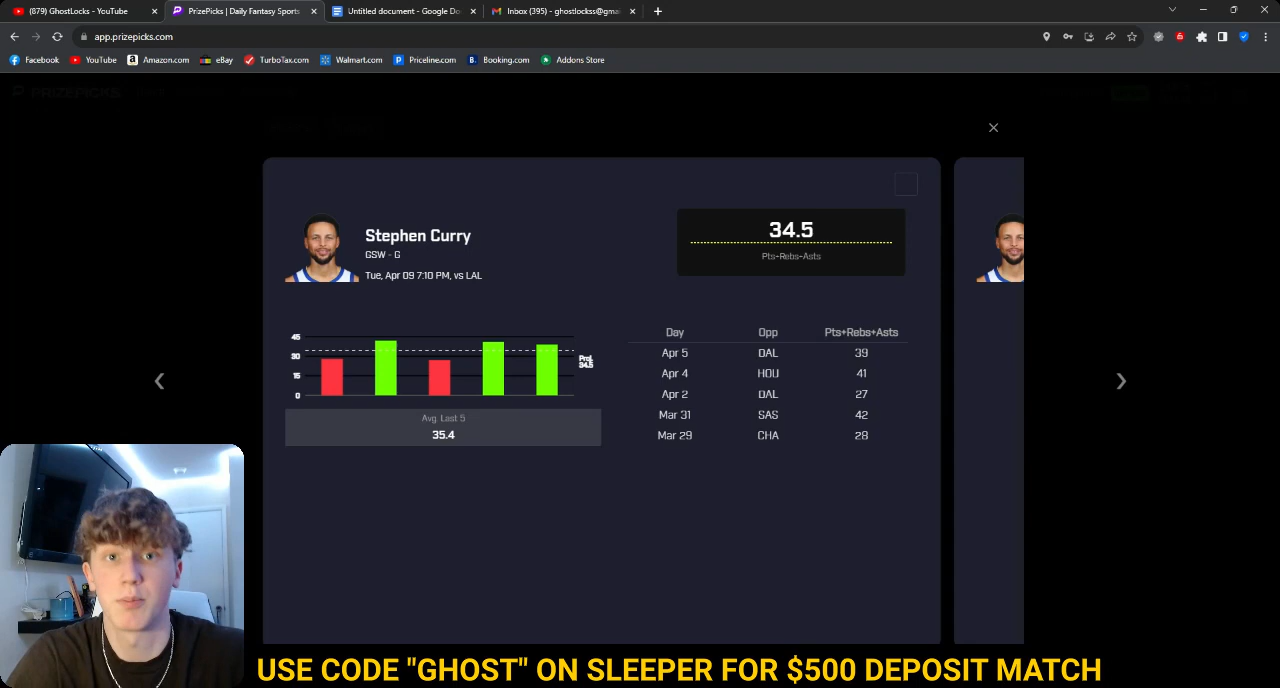 (879) GhostLocks - YouTube
PrizePicks | Daily Fantasy Sports
Untitled document - Google Do
Inbox (395) - ghostlockss@gma
app.prizepicks.com
Facebook
YouTube
Amazon.com
eBay
TurboTax.com
Walmart.com
Priceline.com
Booking.com
Addons Store
PRIZEPICKS
Stephen Curry
GSW - G
Tue, Apr 09 7:10 PM, vs LAL
34.5
Pts-Rebs-Asts
45
30
15
0
Proj.
34.5
Avg. Last 5
35.4
Day Opp Pts+Rebs+Asts
Apr 5 DAL 39
Apr 4 HOU 41
Apr 2 DAL 27
Mar 31 SAS 42
Mar 29 CHA 28
USE CODE "GHOST" ON SLEEPER FOR $500 DEPOSIT MATCH